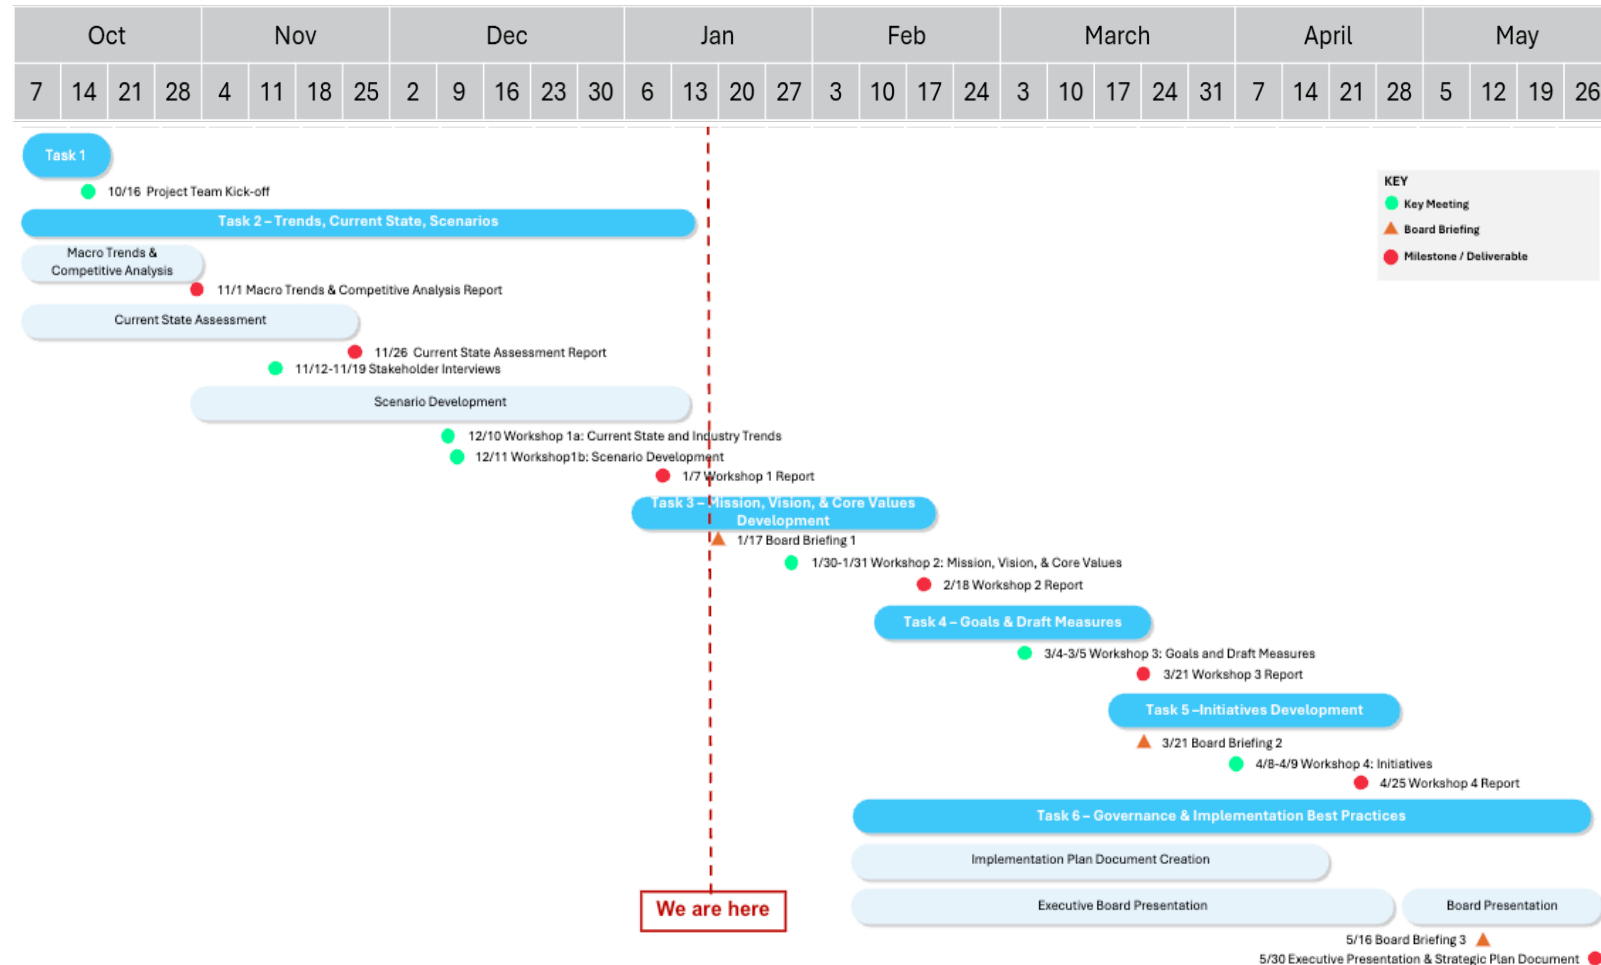 Oct Nov Dec Jan Feb March April May
7 14 21 28 4 11 18 25 2 9 16 23 30 6 13 20 27 3 10 17 24 3 10 17 24 31 7 14 21 28 5 12 19 26
Task 1
10/16 Project Team Kick-off
KEY
Key Meeting
Board Briefing
Milestone / Deliverable
Task 2 – Trends, Current State, Scenarios
Macro Trends &
Competitive Analysis
11/1 Macro Trends & Competitive Analysis Report
Current State Assessment
11/26 Current State Assessment Report
11/12-11/19 Stakeholder Interviews
Scenario Development
12/10 Workshop 1a: Current State and Industry Trends
12/11 Workshop1b: Scenario Development
1/7 Workshop 1 Report
Task 3 – Mission, Vision, & Core Values
Development
1/17 Board Briefing 1
1/30-1/31 Workshop 2: Mission, Vision, & Core Values
2/18 Workshop 2 Report
Task 4 – Goals & Draft Measures
3/4-3/5 Workshop 3: Goals and Draft Measures
3/21 Workshop 3 Report
Task 5 –Initiatives Development
3/21 Board Briefing 2
4/8-4/9 Workshop 4: Initiatives
4/25 Workshop 4 Report
Task 6 – Governance & Implementation Best Practices
Implementation Plan Document Creation
Executive Board Presentation
Board Presentation
We are here
5/16 Board Briefing 3
5/30 Executive Presentation & Strategic Plan Document